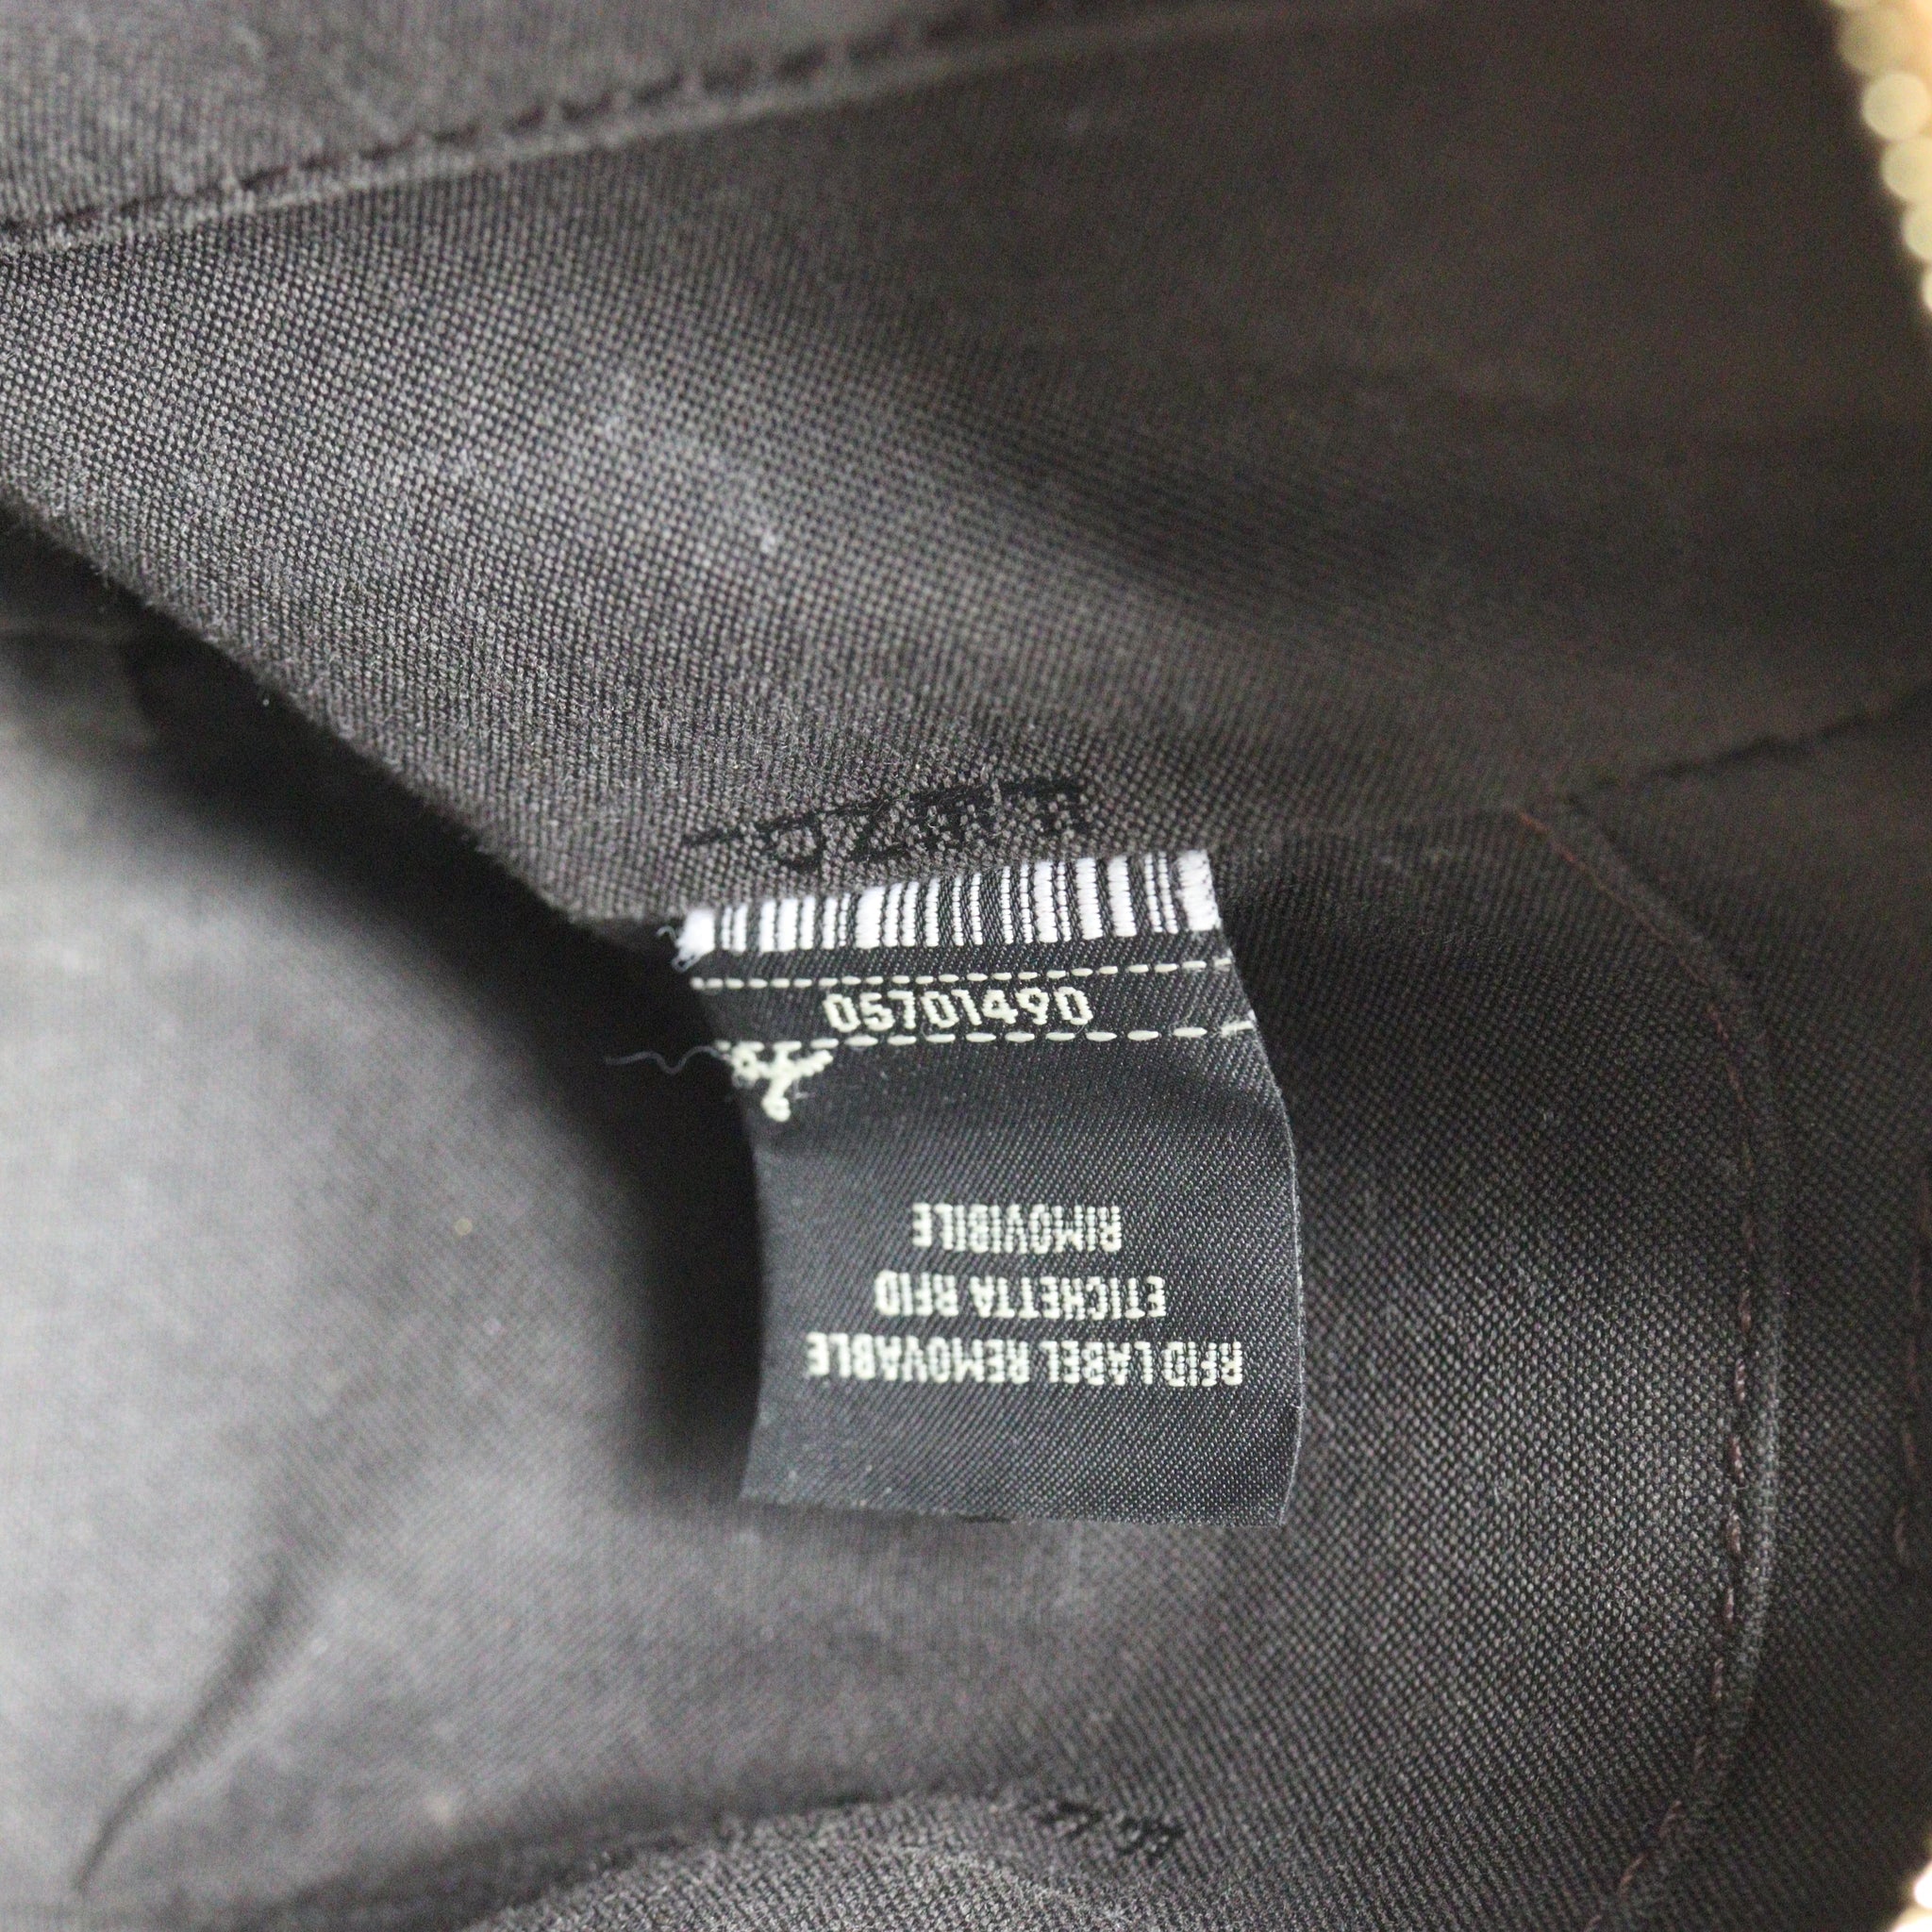 05701490
RFID LABEL REMOVABLE
ETICHETTA RFID
RIMOVIBILE